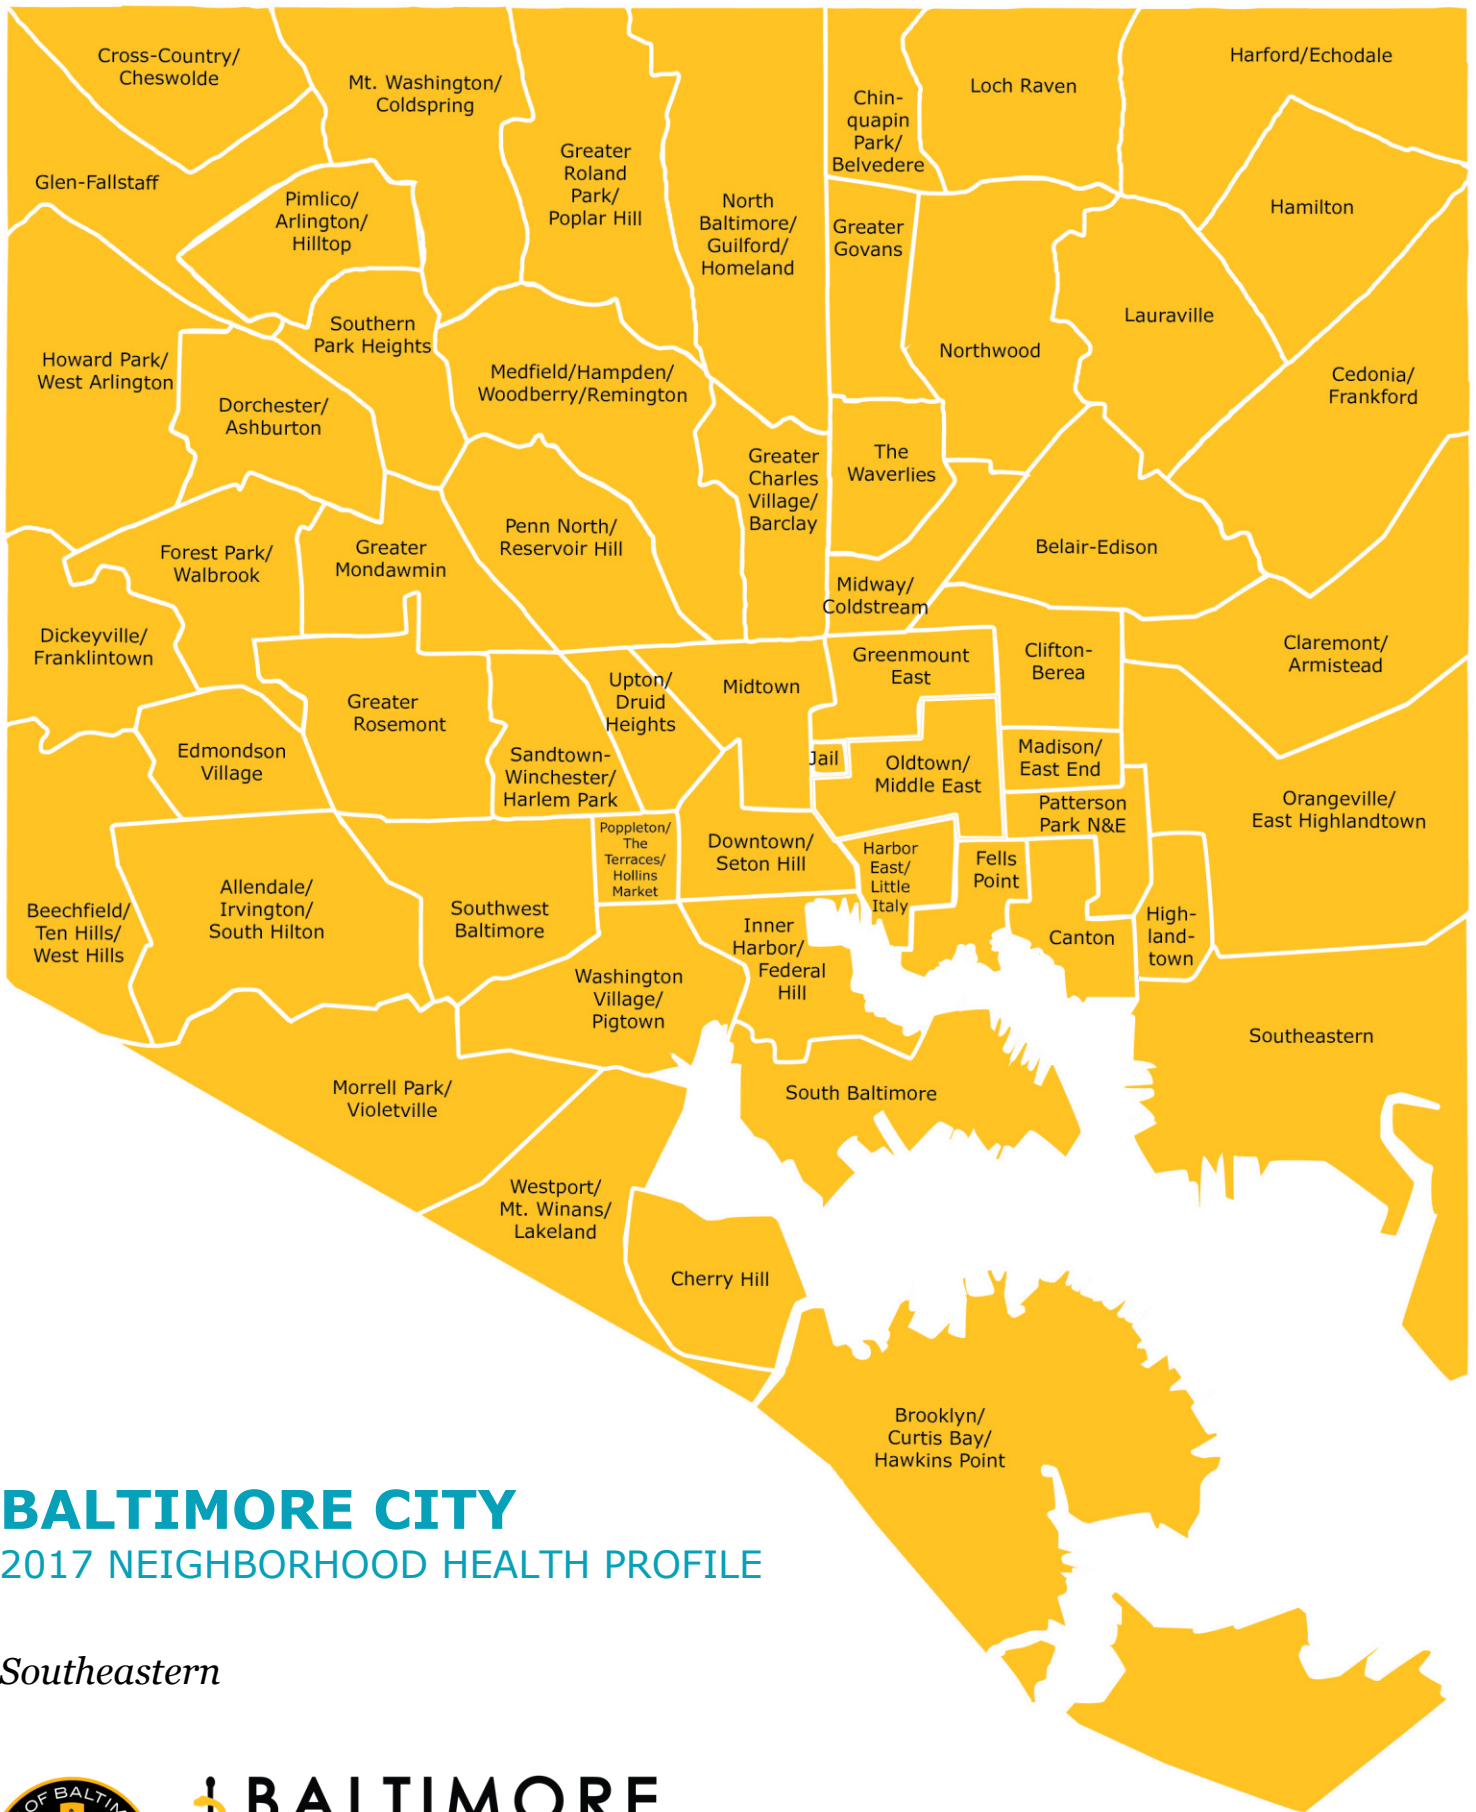 Cross-Country/
Cheswolde
Mt. Washington/
Coldspring
Greater
Roland
Park/
Poplar Hill
North
Baltimore/
Guilford/
Homeland
Chin-
quapin
Park/
Belvedere
Loch Raven
Harford/Echodale
Glen-Fallstaff
Pimlico/
Arlington/
Hilltop
Greater
Govans
Hamilton
Lauraville
Northwood
Southern
Park Heights
Howard Park/
West Arlington
Medfield/Hampden/
Woodberry/Remington
Cedonia/
Frankford
Dorchester/
Ashburton
Greater
Charles
Village/
Barclay
The
Waverlies
Penn North/
Reservoir Hill
Belair-Edison
Forest Park/
Walbrook
Greater
Mondawmin
Midway/
Coldstream
Dickeyville/
Franklintown
Claremont/
Armistead
Greenmount
East
Clifton-
Berea
Upton/
Druid
Heights
Midtown
Greater
Rosemont
Edmondson
Village
Sandtown-
Winchester/
Harlem Park
Jail
Oldtown/
Middle East
Madison/
East End
Patterson
Park N&E
Orangeville/
East Highlandtown
Poppleton/
The
Terraces/
Hollins
Market
Downtown/
Seton Hill
Harbor
East/
Little
Italy
Fells
Point
Allendale/
Irvington/
South Hilton
Beechfield/
Ten Hills/
West Hills
Southwest
Baltimore
Inner
Harbor/
Federal
Hill
Canton
High-
land-
town
Washington
Village/
Pigtown
Southeastern
Morrell Park/
Violetville
South Baltimore
Westport/
Mt. Winans/
Lakeland
Cherry Hill
Brooklyn/
Curtis Bay/
Hawkins Point
BALTIMORE CITY
2017 NEIGHBORHOOD HEALTH PROFILE
Southeastern
OF BALTIM
BALTIMORE